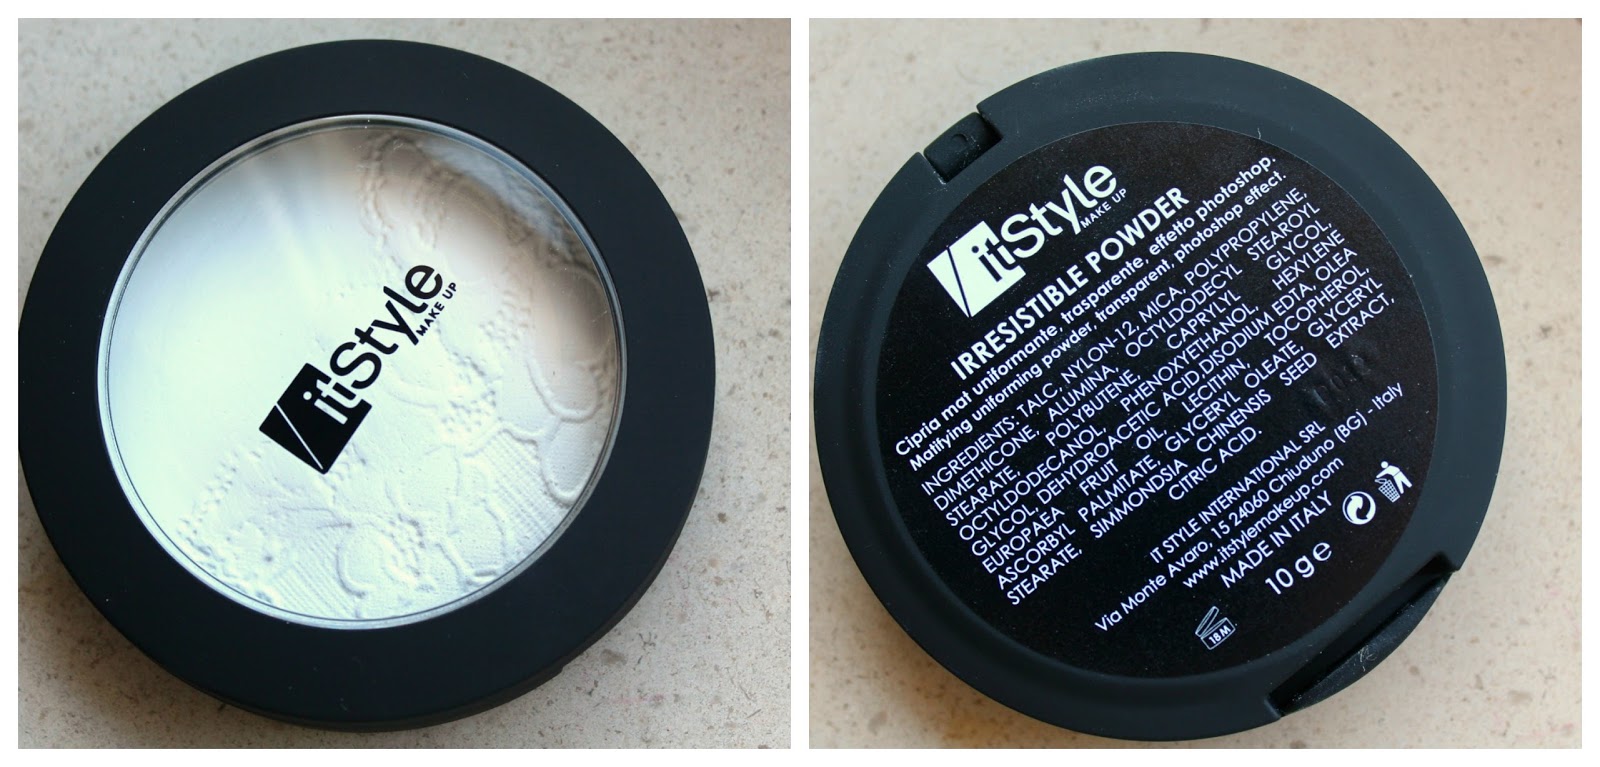 itStyle
MAKE UP
itStyle
MAKE UP
IRRESISTIBLE POWDER
Cipria mat uniformante, trasparente, effetto photoshop.
Matifying uniforming powder, transparent, photoshop effect.
INGREDIENTS: TALC, NYLON-12, MICA, POLYPROPYLENE,
DIMETHICONE, ALUMINA, OCTYLDODECYL STEAROYL
STEARATE, POLYBUTENE, CAPRYLYL GLYCOL,
OCTYLDODECANOL, PHENOXYETHANOL, HEXYLENE
GLYCOL, DEHYDROACETIC ACID, DISODIUM EDTA, OLEA
EUROPAEA FRUIT OIL, LECITHIN, TOCOPHEROL,
ASCORBYL PALMITATE, GLYCERYL OLEATE, GLYCERYL
STEARATE, SIMMONDSIA CHINENSIS SEED EXTRACT,
CITRIC ACID.
IT STYLE INTERNATIONAL SRL
Via Monte Avaro, 15 24060 Chiuduno (BG) - Italy
www.itstylemakeup.com
MADE IN ITALY
10 g e
18M